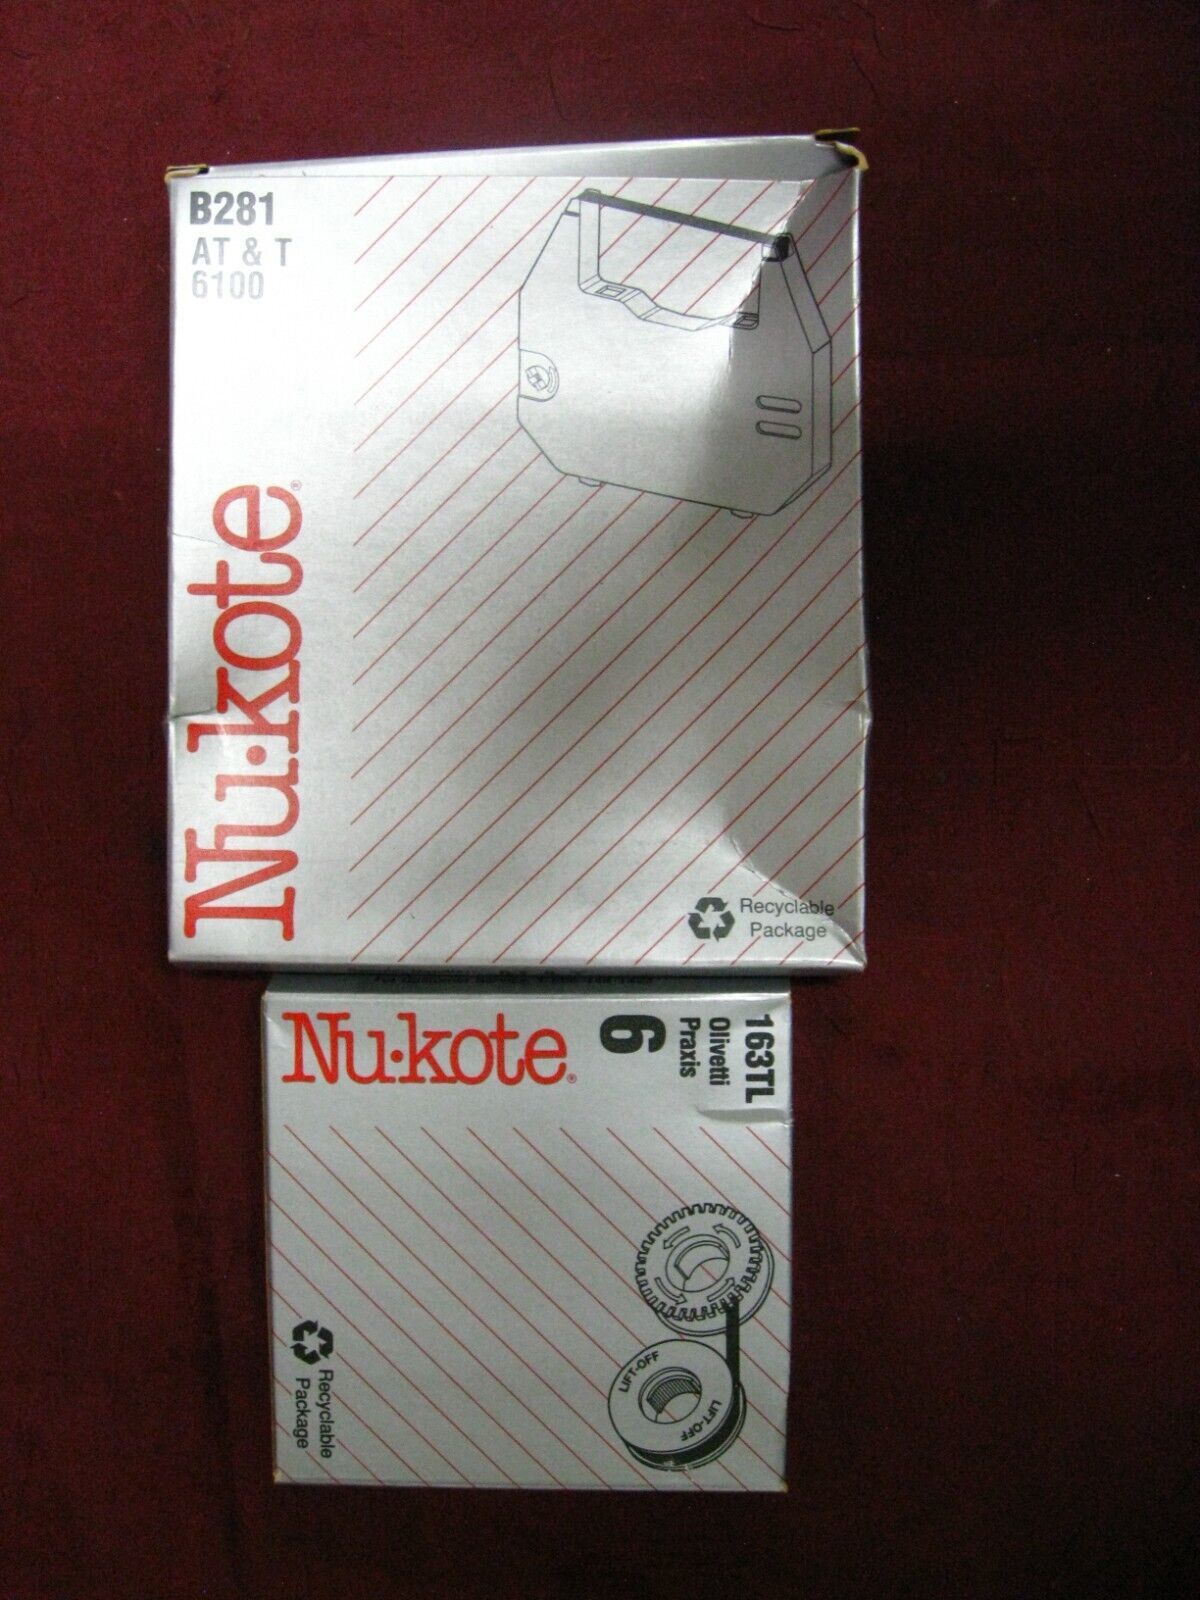 B281
AT & T
6100
Nu·kote®
Recyclable
Package
Nu·kote®
6
163TL
Olivetti
Praxis
LIFT-OFF
LIFT-OFF
Recyclable
Package